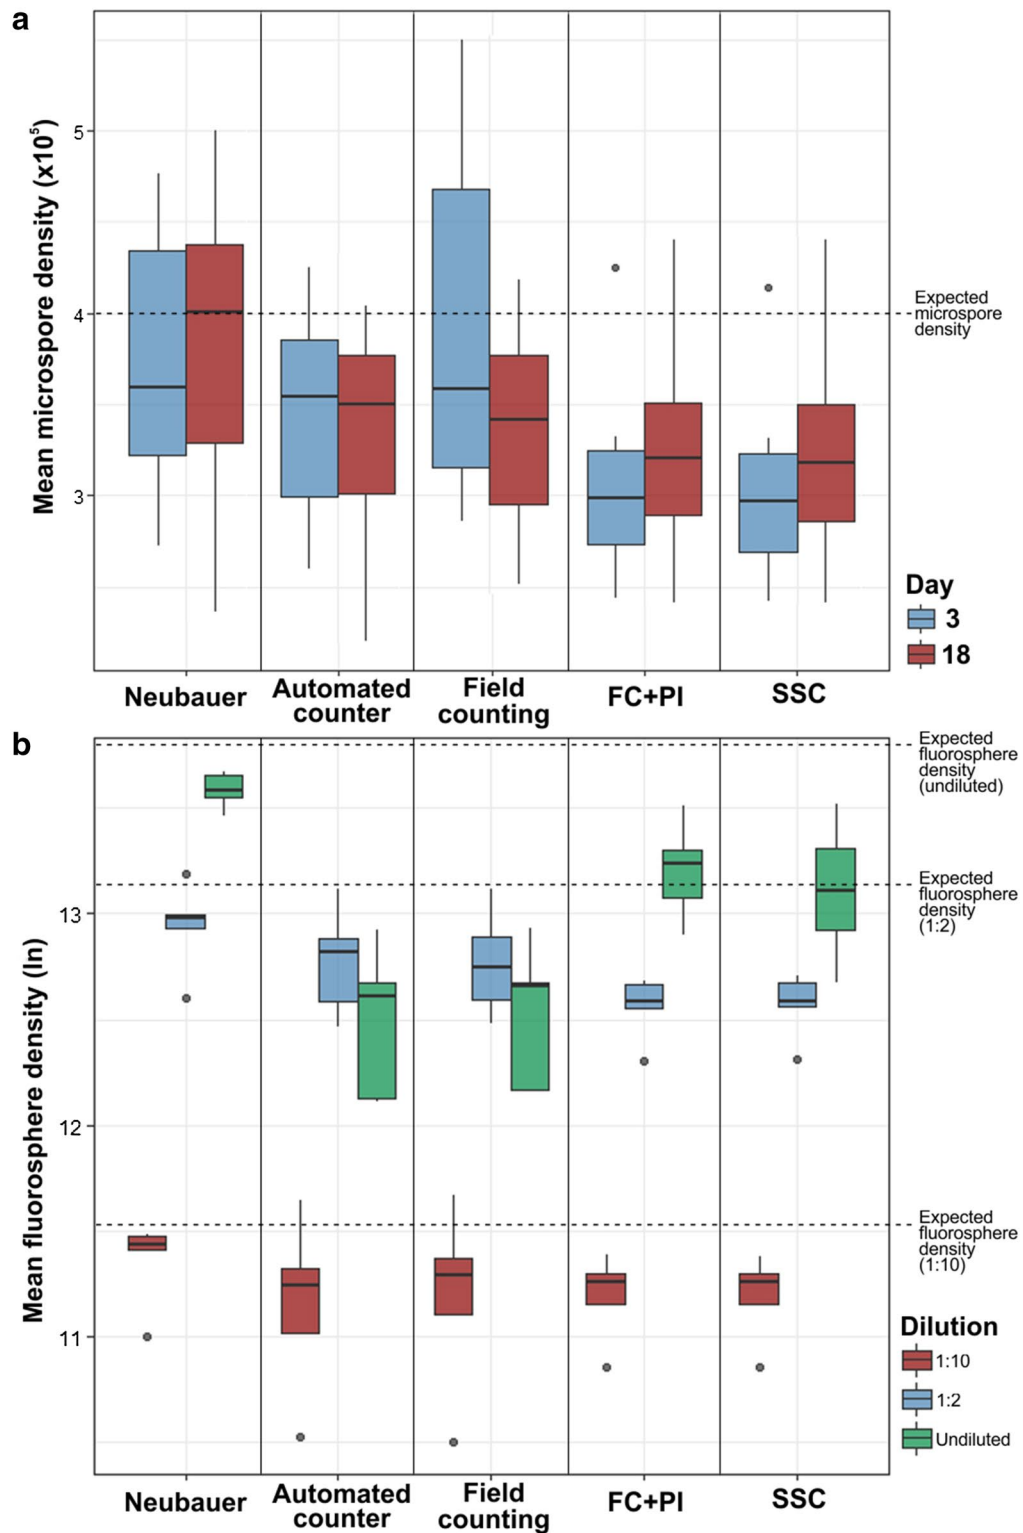 a
Mean microspore density (x10⁵)
5
4
3
Expected
microspore
density
Day
3
18
Neubauer
Automated
counter
Field
counting
FC+PI
SSC
b
Mean fluorosphere density (ln)
13
12
11
Expected
fluorosphere
density
(undiluted)
Expected
fluorosphere
density
(1:2)
Expected
fluorosphere
density
(1:10)
Dilution
1:10
1:2
Undiluted
Neubauer
Automated
counter
Field
counting
FC+PI
SSC